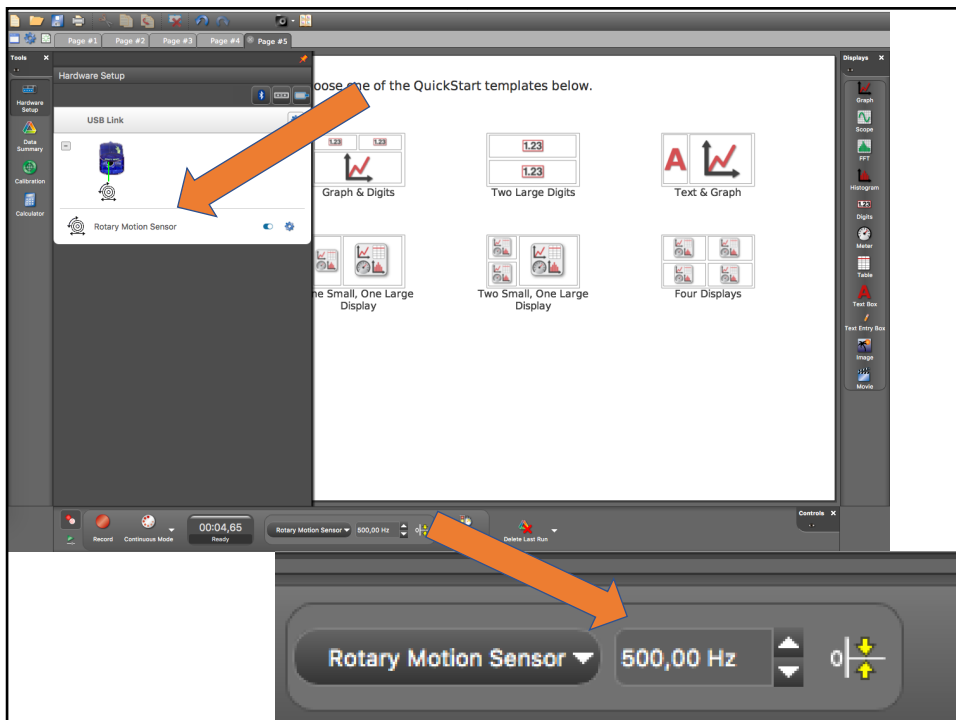 Page #1 Page #2 Page #3 Page #4 Page #5
Tools X
Displays X
Hardware Setup
Hardware
Setup
Data
Summary
Calibration
Calculator
USB Link
Rotary Motion Sensor
oose one of the QuickStart templates below.
1.23 1.23
Graph & Digits
1.23
1.23
Two Large Digits
A
Text & Graph
ne Small, One Large
Display
Two Small, One Large
Display
Four Displays
Graph
Scope
FFT
Histogram
1.23
Digits
Meter
Table
A
Text Box
Text Entry Box
Image
Movie
Record
Continuous Mode
00:04,65
Ready
Rotary Motion Sensor 500,00 Hz 0
Delete Last Run
Controls X
Rotary Motion Sensor 500,00 Hz 0